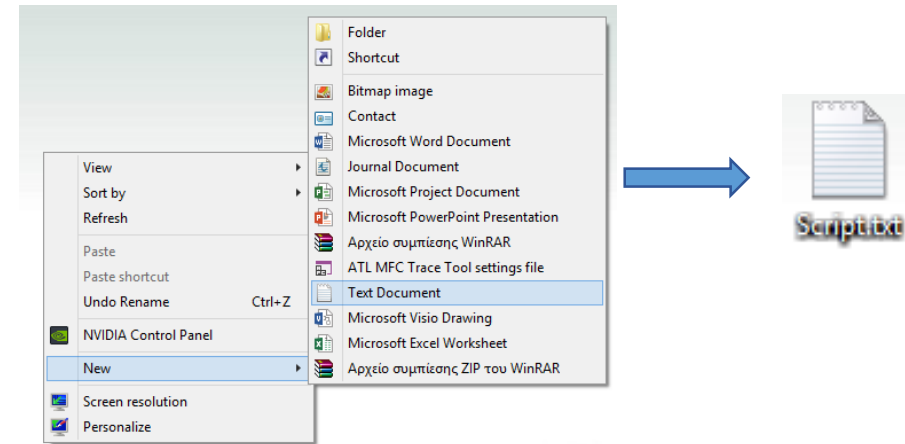 Folder
Shortcut
Bitmap image
Contact
Microsoft Word Document
Journal Document
Microsoft Project Document
Microsoft PowerPoint Presentation
Αρχείο συμπίεσης WinRAR
ATL MFC Trace Tool settings file
Text Document
Microsoft Visio Drawing
Microsoft Excel Worksheet
Αρχείο συμπίεσης ZIP του WinRAR
View
Sort by
Refresh
Paste
Paste shortcut
Undo Rename Ctrl+Z
NVIDIA Control Panel
New
Screen resolution
Personalize
Script.txt